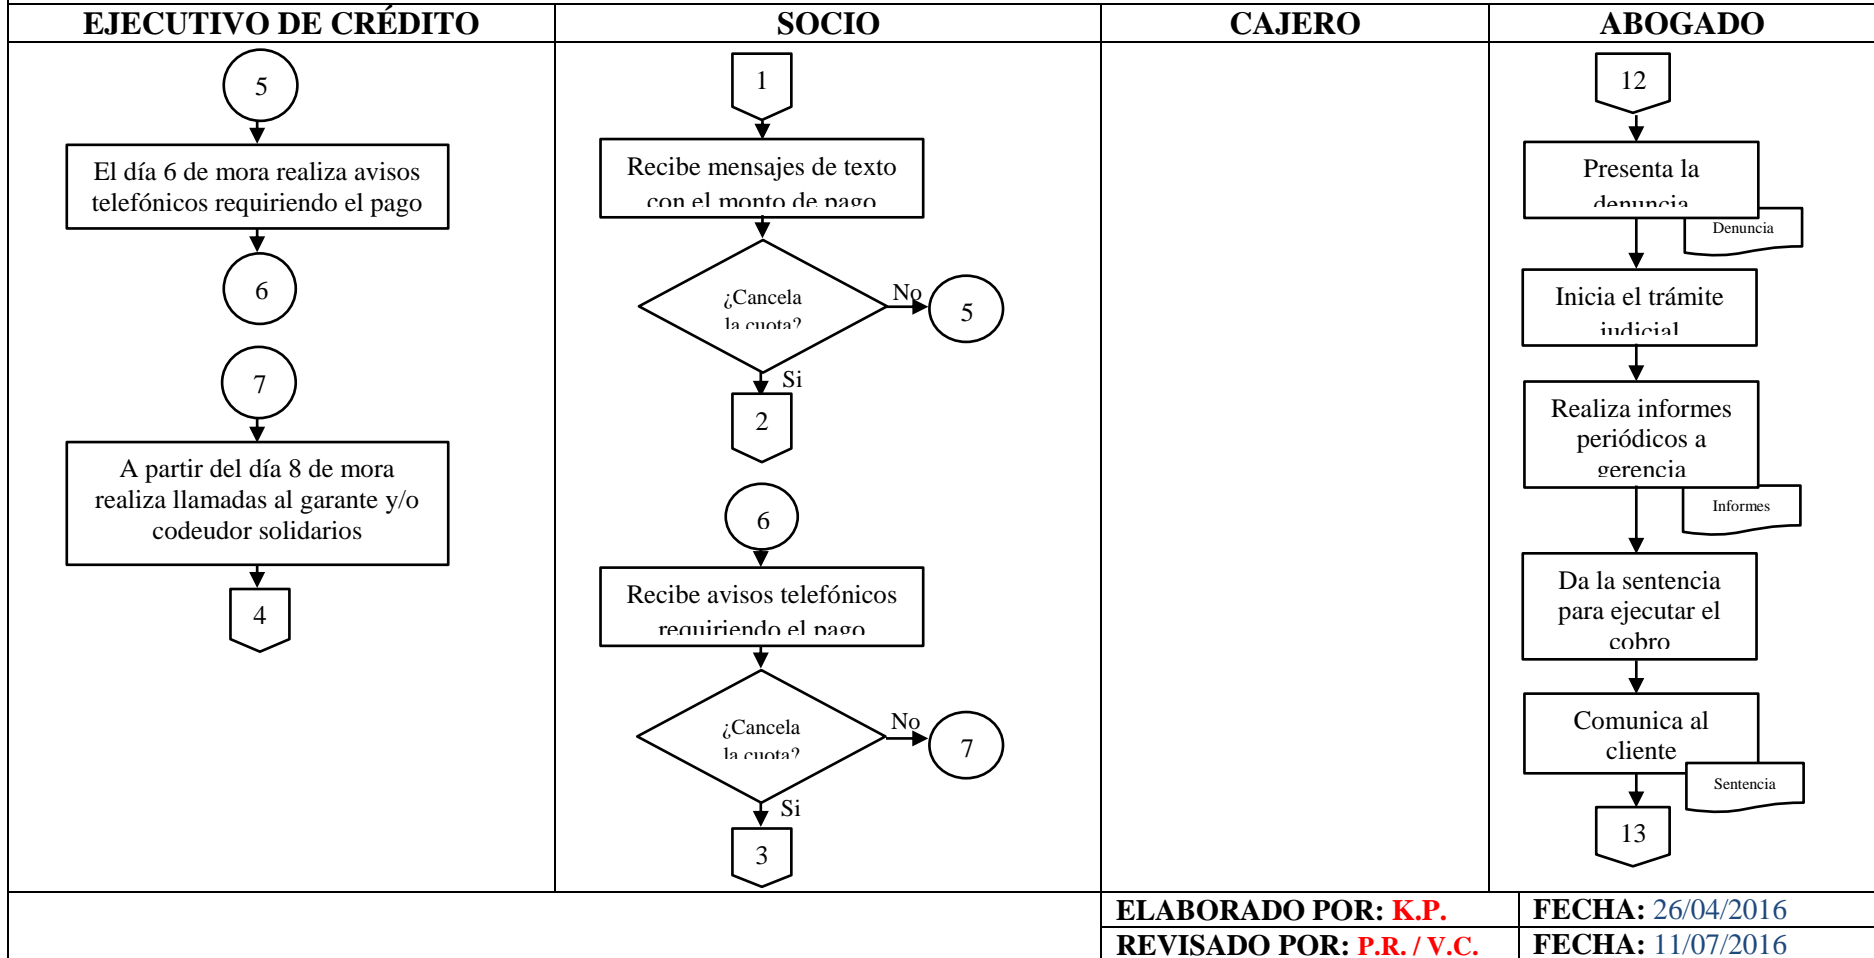 EJECUTIVO DE CRÉDITO
SOCIO
CAJERO
ABOGADO
5
El día 6 de mora realiza avisos
telefónicos requiriendo el pago
6
7
A partir del día 8 de mora
realiza llamadas al garante y/o
codeudor solidarios
4
1
Recibe mensajes de texto
con el monto de pago
¿Cancela
la cuota?
No
5
Si
2
6
Recibe avisos telefónicos
requiriendo el pago
¿Cancela
la cuota?
No
7
Si
3
12
Presenta la
denuncia
Denuncia
Inicia el trámite
judicial
Realiza informes
periódicos a
gerencia
Informes
Da la sentencia
para ejecutar el
cobro
Comunica al
cliente
Sentencia
13
ELABORADO POR: K.P.
FECHA: 26/04/2016
REVISADO POR: P.R. / V.C.
FECHA: 11/07/2016